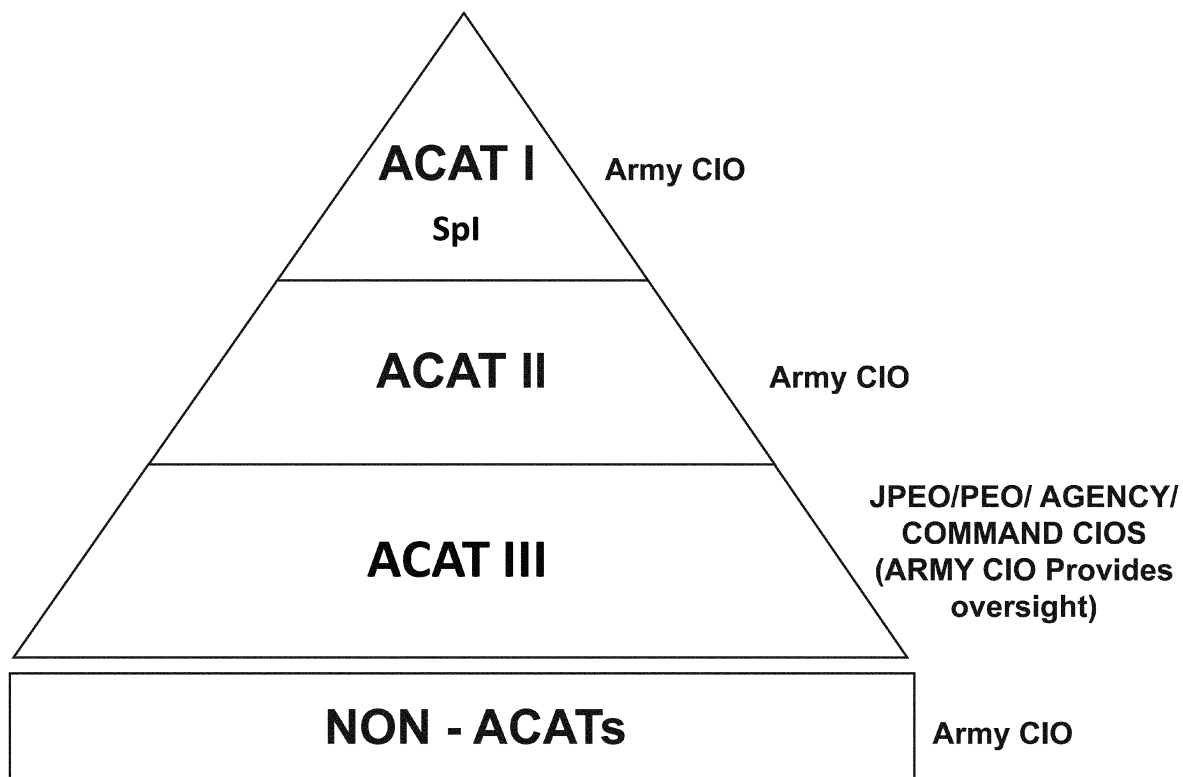 ACAT I
Army CIO
SpI
ACAT II
Army CIO
ACAT III
JPEO/PEO/ AGENCY/
COMMAND CIOS
(ARMY CIO Provides
oversight)
NON - ACATs
Army CIO